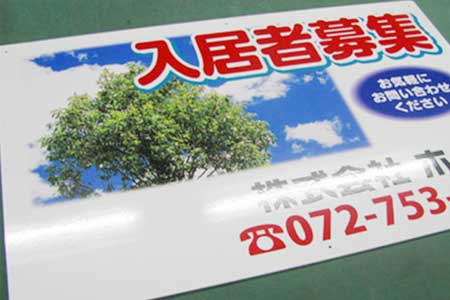 入居者募集
お気軽に
お問い合わせ
ください
株式会社 ホ
☎072-753-